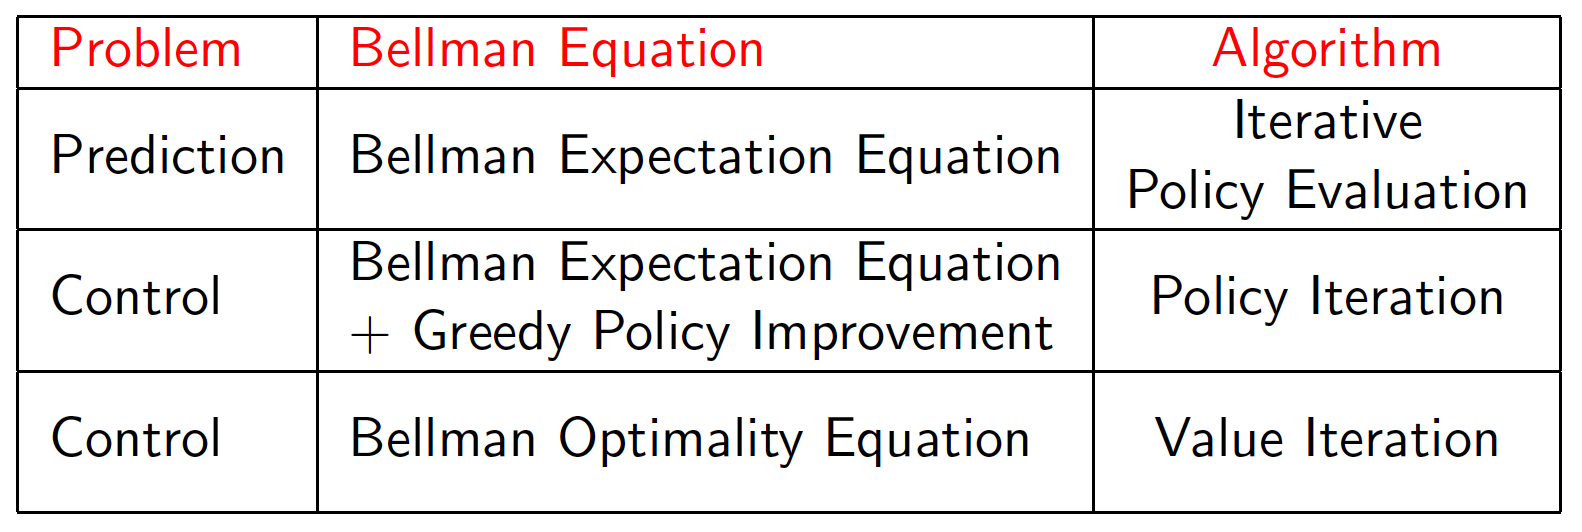 Problem
Bellman Equation
Algorithm
Prediction
Bellman Expectation Equation
Iterative
Policy Evaluation
Control
Bellman Expectation Equation
+ Greedy Policy Improvement
Policy Iteration
Control
Bellman Optimality Equation
Value Iteration